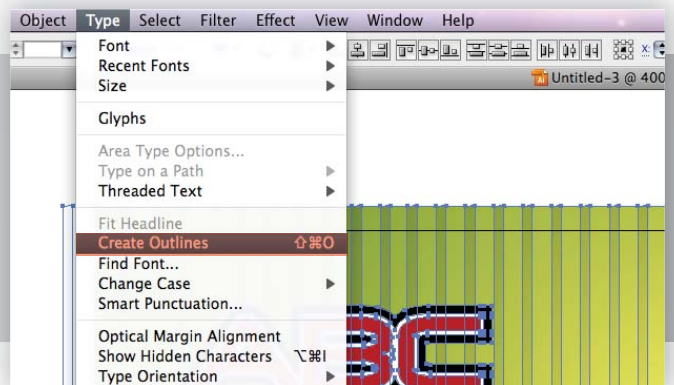 Object Type Select Filter Effect View Window Help
Font
Recent Fonts
Size
x:
Untitled-3 @ 400
Glyphs
Area Type Options...
Type on a Path
Threaded Text
Fit Headline
Create Outlines ⇧⌘O
Find Font...
Change Case
Smart Punctuation...
Optical Margin Alignment
Show Hidden Characters ⌥⌘I
Type Orientation
BC